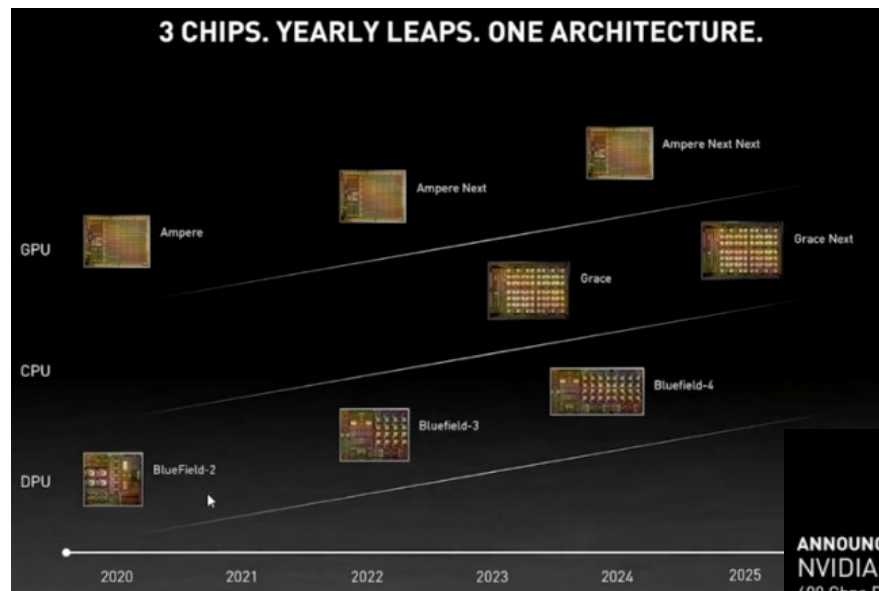 3 CHIPS. YEARLY LEAPS. ONE ARCHITECTURE.
Ampere Next Next
Ampere Next
Ampere
GPU
Grace Next
Grace
CPU
Bluefield-4
Bluefield-3
BlueField-2
DPU
2020 2021 2022 2023 2024 2025
ANNOUNC
NVIDIA